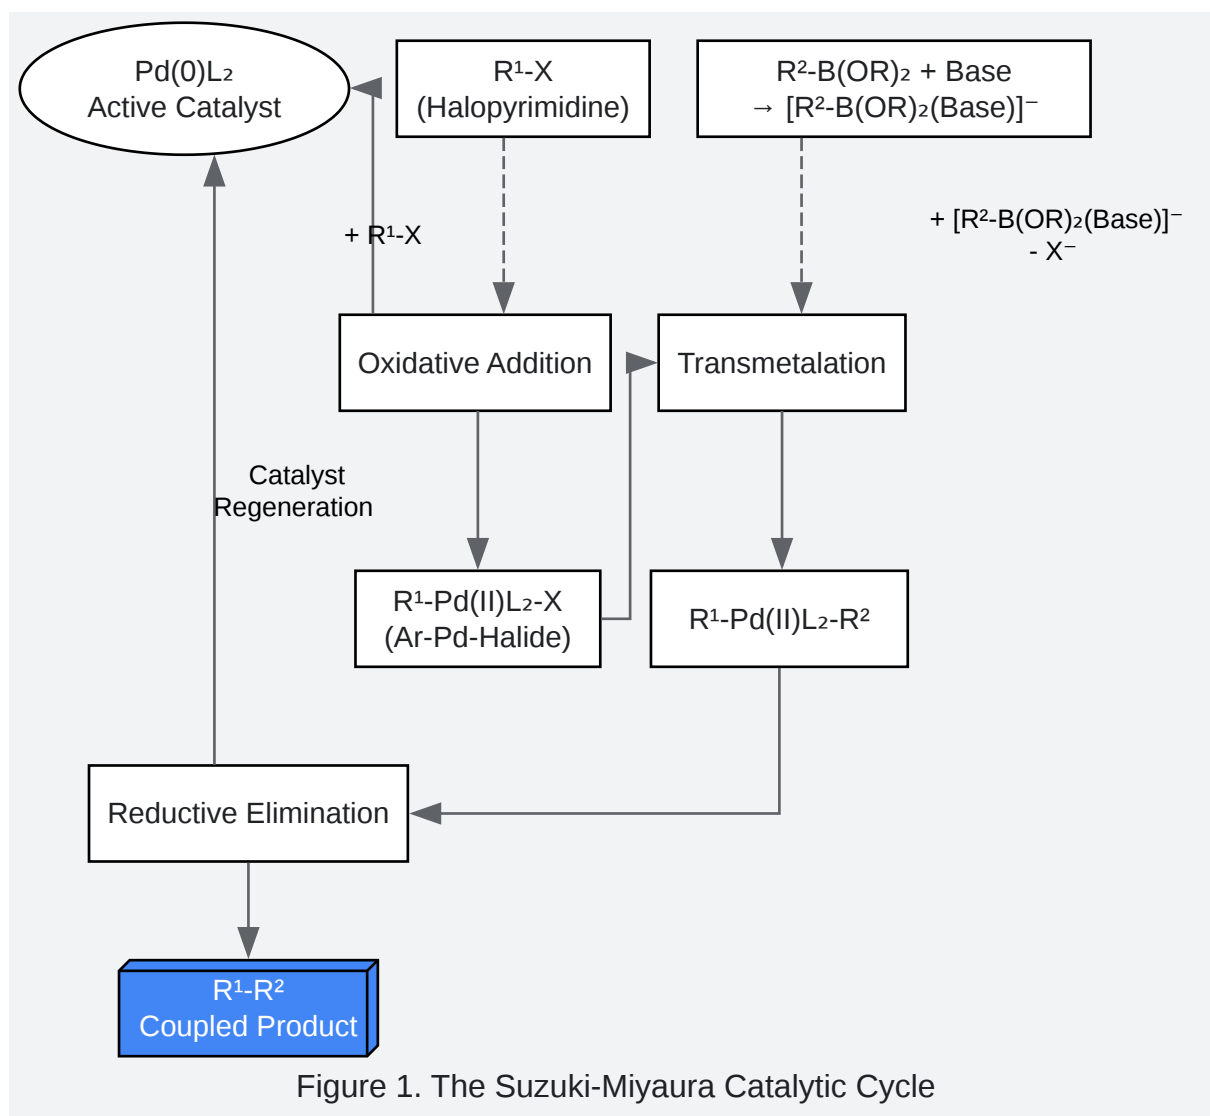 Pd(0)L₂
Active Catalyst
R¹-X
(Halopyrimidine)
R²-B(OR)₂ + Base
→ [R²-B(OR)₂(Base)]⁻
+ R¹-X
+ [R²-B(OR)₂(Base)]⁻
- X⁻
Oxidative Addition
Transmetalation
Catalyst
Regeneration
R¹-Pd(II)L₂-X
(Ar-Pd-Halide)
R¹-Pd(II)L₂-R²
Reductive Elimination
R¹-R²
Coupled Product
Figure 1. The Suzuki-Miyaura Catalytic Cycle